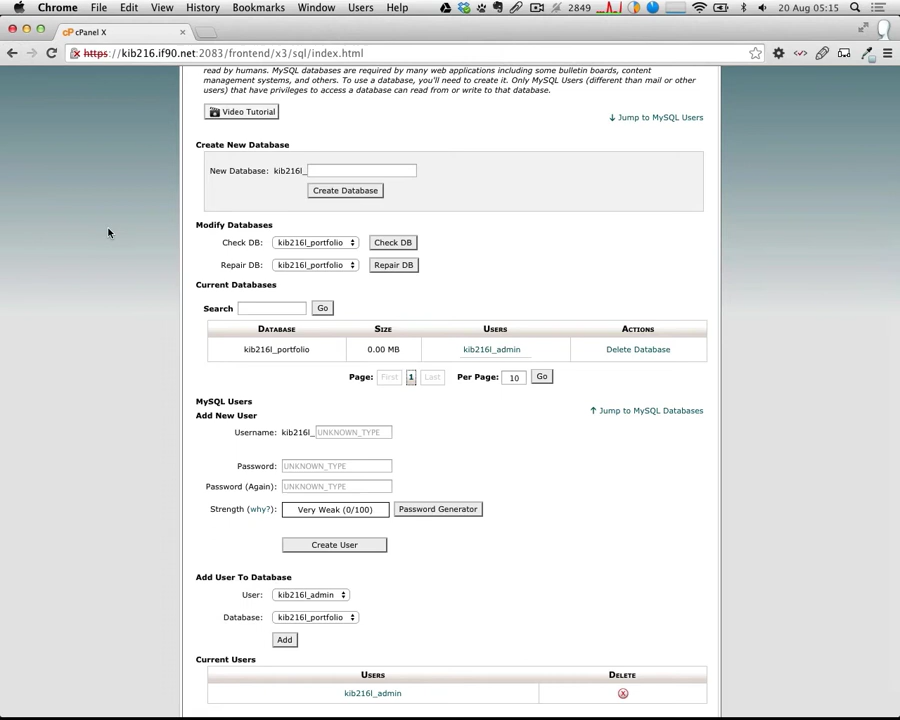 Chrome File Edit View History Bookmarks Window Users Help 2849 20 Aug 05:15
cPanel X
https://kib216.if90.net:2083/frontend/x3/sql/index.html
read by humans. MySQL databases are required by many web applications including some bulletin boards, content
management systems, and others. To use a database, you'll need to create it. Only MySQL Users (different than mail or other
users) that have privileges to access a database can read from or write to that database.
Video Tutorial
Jump to MySQL Users
Create New Database
New Database: kib216l_
Create Database
Modify Databases
Check DB: kib216l_portfolio Check DB
Repair DB: kib216l_portfolio Repair DB
Current Databases
Search Go
Database Size Users Actions
kib216l_portfolio 0.00 MB kib216l_admin Delete Database
Page: First 1 Last Per Page: 10 Go
MySQL Users
Jump to MySQL Databases
Add New User
Username: kib216l_ UNKNOWN_TYPE
Password: UNKNOWN_TYPE
Password (Again): UNKNOWN_TYPE
Strength (why?): Very Weak (0/100) Password Generator
Create User
Add User To Database
User: kib216l_admin
Database: kib216l_portfolio
Add
Current Users
Users Delete
kib216l_admin